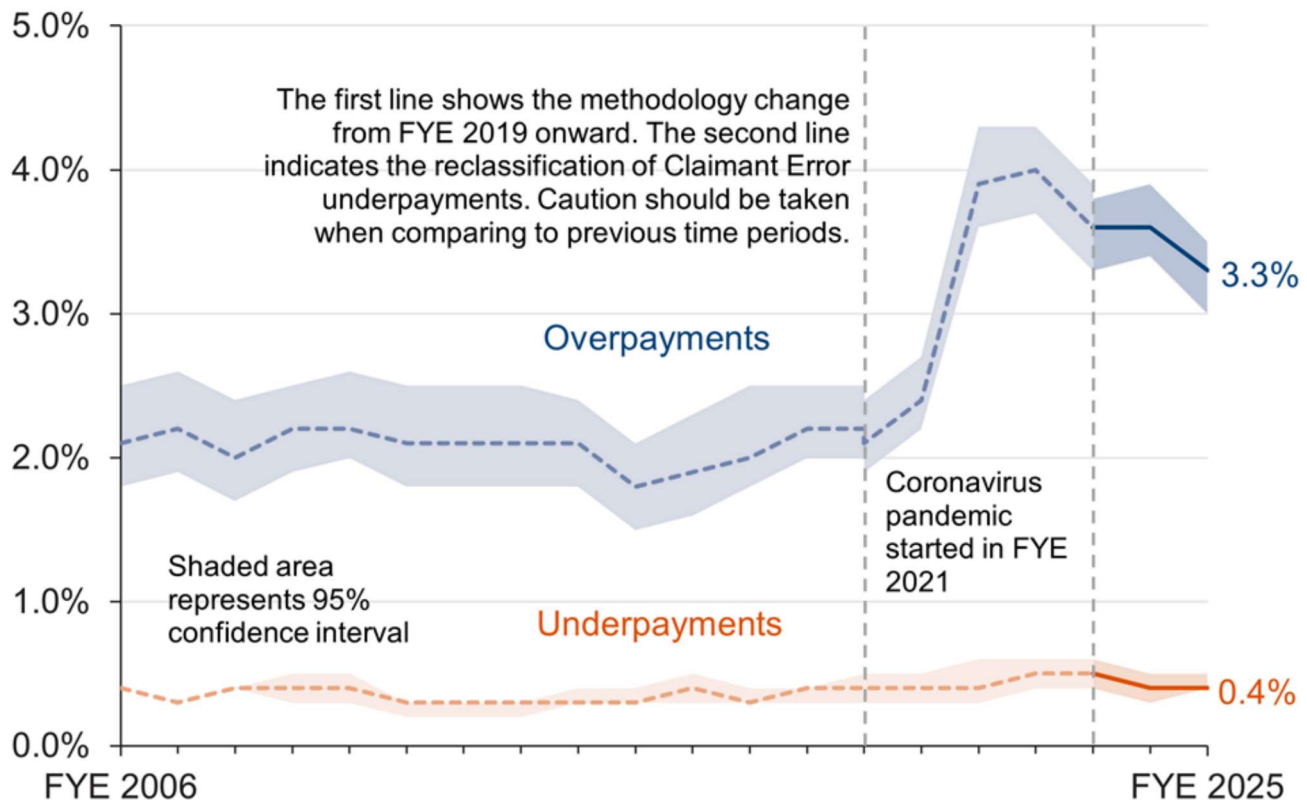 5.0%
The first line shows the methodology change
from FYE 2019 onward. The second line
indicates the reclassification of Claimant Error
underpayments. Caution should be taken
when comparing to previous time periods.
4.0%
3.3%
3.0%
Overpayments
2.0%
Coronavirus
pandemic
started in FYE
2021
Shaded area
represents 95%
confidence interval
1.0%
Underpayments
0.4%
0.0%
FYE 2006
FYE 2025